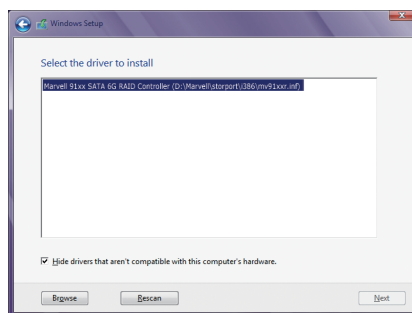 Windows Setup
Select the driver to install
Marvell 91xx SATA 6G RAID Controller (D:\Marvell\storport\i386\mv91xxr.inf)
Hide drivers that aren't compatible with this computer's hardware.
Browse
Rescan
Next